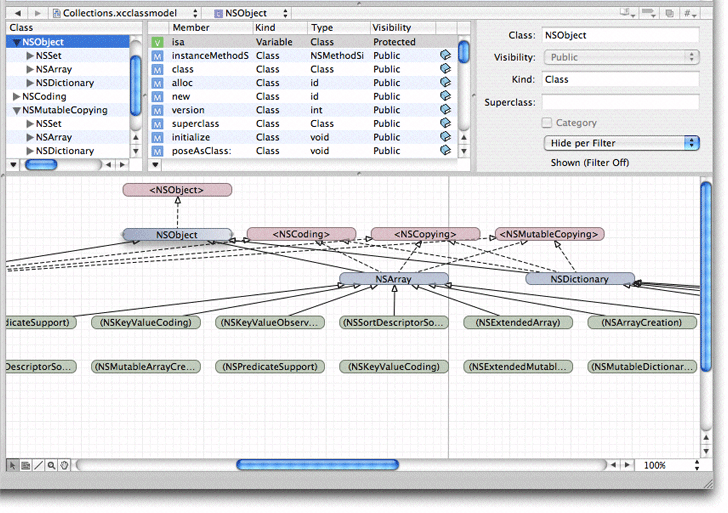 Collections.xcclassmodel NSObject
Class
NSObject
NSSet
NSArray
NSDictionary
NSCoding
NSMutableCopying
NSSet
NSArray
NSDictionary
Member Kind Type Visibility
V isa Variable Class Protected
M instanceMethodS Class NSMethodSi Public
M class Class Class Public
M alloc Class id Public
M new Class id Public
M version Class int Public
M superclass Class Class Public
M initialize Class void Public
M poseAsClass: Class void Public
Class: NSObject
Visibility: Public
Kind: Class
Superclass:
Category
Hide per Filter
Shown (Filter Off)
<NSObject>
NSObject <NSCoding> <NSCopying> <NSMutableCopying>
NSArray NSDictionary
dicateSupport) (NSKeyValueCoding) (NSKeyValueObserv... (NSSortDescriptorSo... (NSExtendedArray) (NSArrayCreation)
DescriptorSo... (NSMutableArrayCre... (NSPredicateSupport) (NSKeyValueCoding) (NSExtendedMutabl... (NSMutableDictionar...
100%